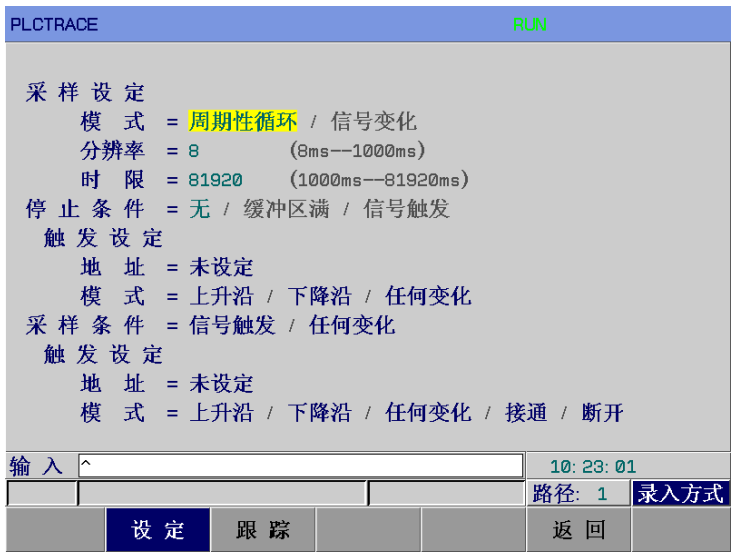 PLCTRACE RUN
采样设定
模 式 = 周期性循环 / 信号变化
分辨率 = 8 (8ms--1000ms)
时 限 = 81920 (1000ms--81920ms)
停止条件 = 无 / 缓冲区满 / 信号触发
触发设定
地 址 = 未设定
模 式 = 上升沿 / 下降沿 / 任何变化
采样条件 = 信号触发 / 任何变化
触发设定
地 址 = 未设定
模 式 = 上升沿 / 下降沿 / 任何变化 / 接通 / 断开
输入 ^ 10:23:01
路径: 1 录入方式
设定 跟踪 返回